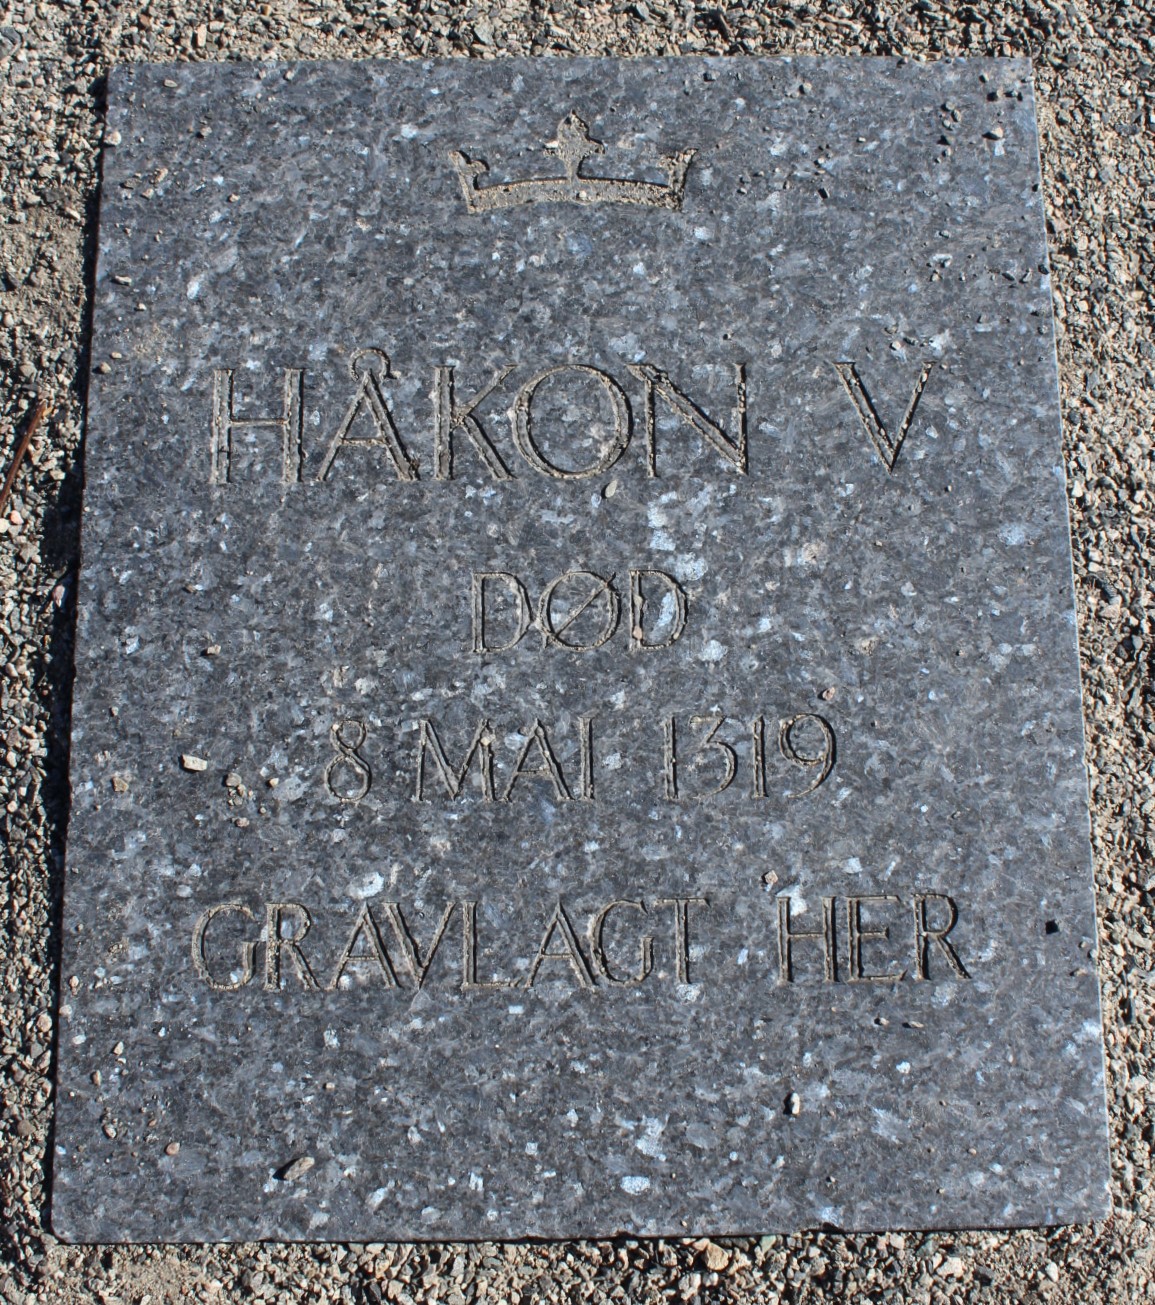 HÅKON V
DØD
8 MAI 1319
GRAVLAGT HER